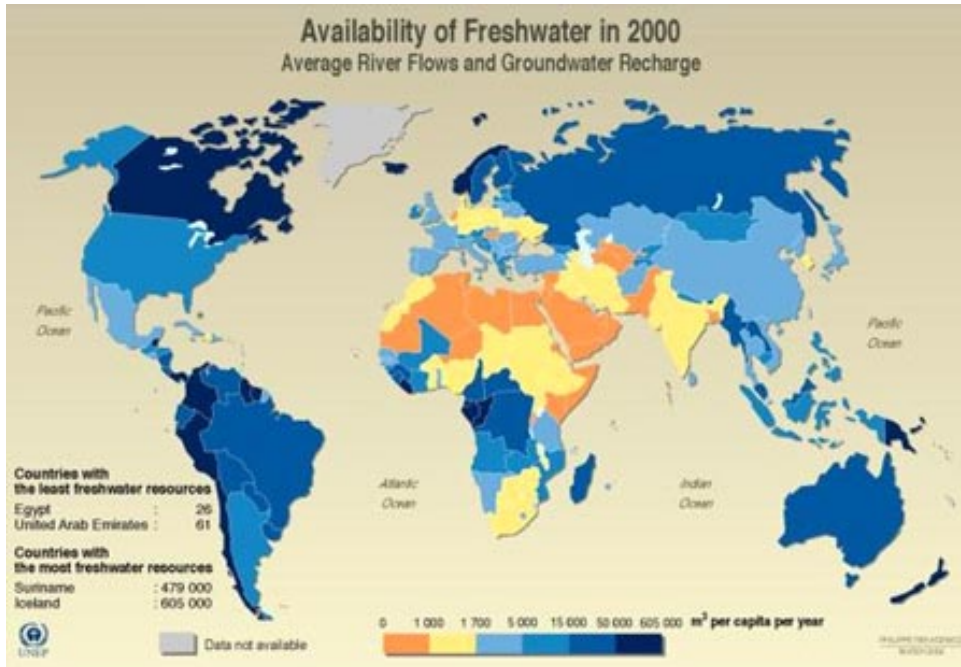 Availability of Freshwater in 2000
Average River Flows and Groundwater Recharge
Pacific
Ocean
Pacific
Ocean
Atlantic
Ocean
Indian
Ocean
Countries with
the least freshwater resources
Egypt : 26
United Arab Emirates : 61
Countries with
the most freshwater resources
Suriname : 479 000
Iceland : 605 000
0 1 000 1 700 5 000 15 000 50 000 605 000 m³ per capita per year
Data not available
UNEP